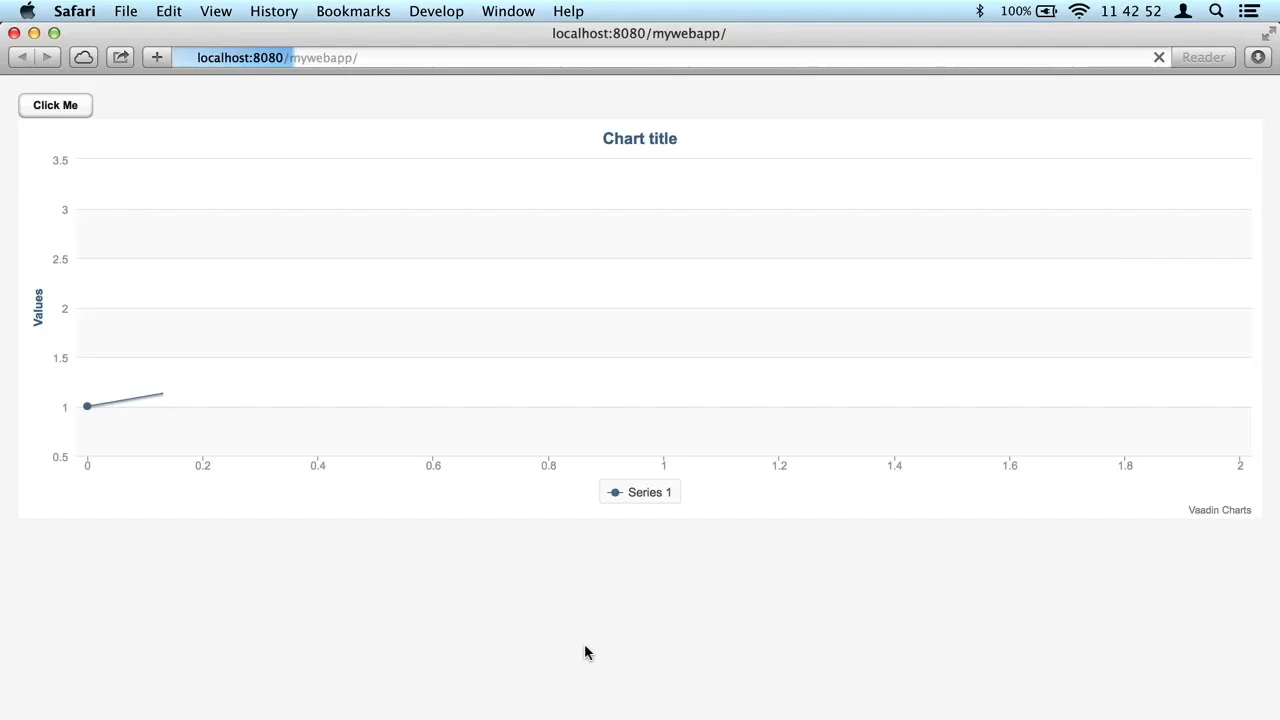 Safari File Edit View History Bookmarks Develop Window Help 100% 11 42 52
localhost:8080/mywebapp/
localhost:8080/mywebapp/ Reader
Click Me
Chart title
3.5
3
2.5
2
1.5
1
0.5
Values
0 0.2 0.4 0.6 0.8 1 1.2 1.4 1.6 1.8 2
Series 1
Vaadin Charts